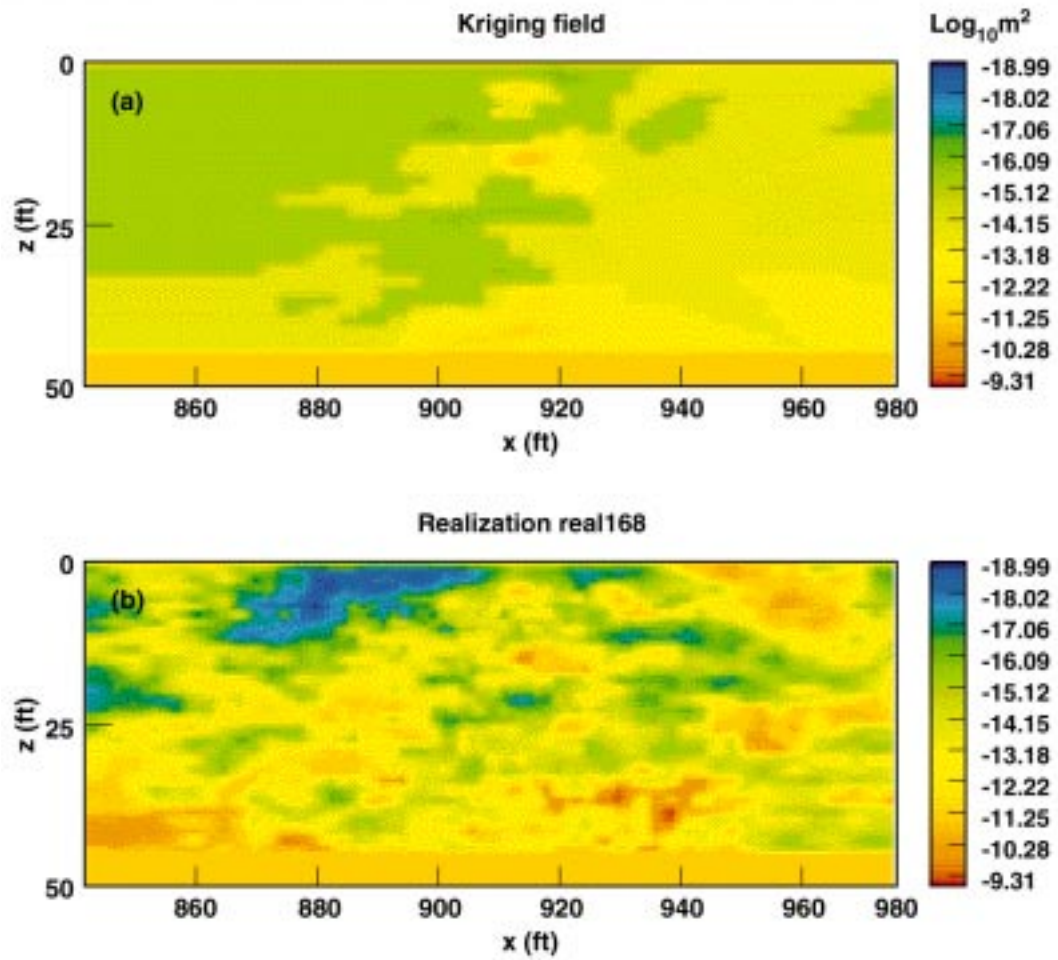 Kriging field
Log10m2
(a)
0
25
50
z (ft)
860 880 900 920 940 960 980
x (ft)
-18.99
-18.02
-17.06
-16.09
-15.12
-14.15
-13.18
-12.22
-11.25
-10.28
-9.31
Realization real168
(b)
0
25
50
z (ft)
860 880 900 920 940 960 980
x (ft)
-18.99
-18.02
-17.06
-16.09
-15.12
-14.15
-13.18
-12.22
-11.25
-10.28
-9.31